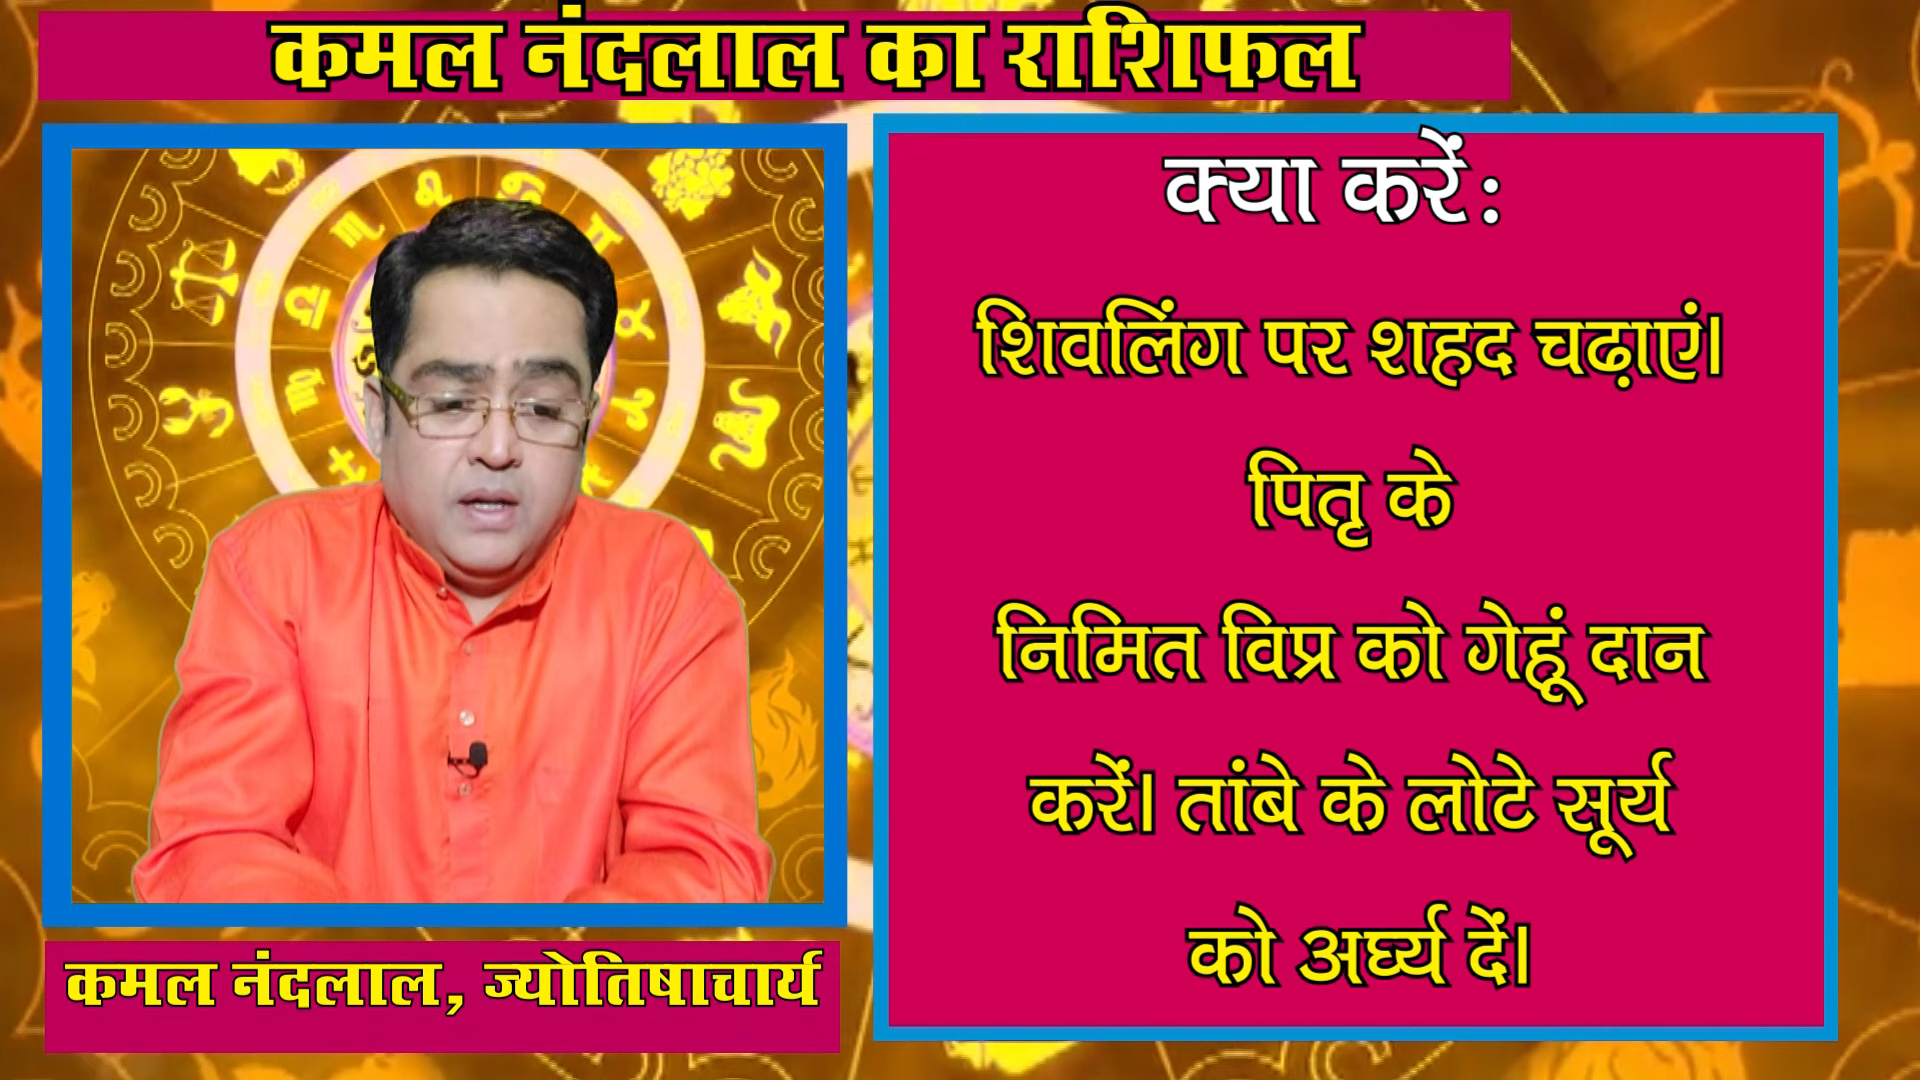 कमल नंदलाल का राशिफल
क्या करें:
शिवलिंग पर शहद चढ़ाएं।
पितृ के
निमित विप्र को गेहूं दान
करें। तांबे के लोटे सूर्य
को अर्घ्य दें।
कमल नंदलाल, ज्योतिषाचार्य